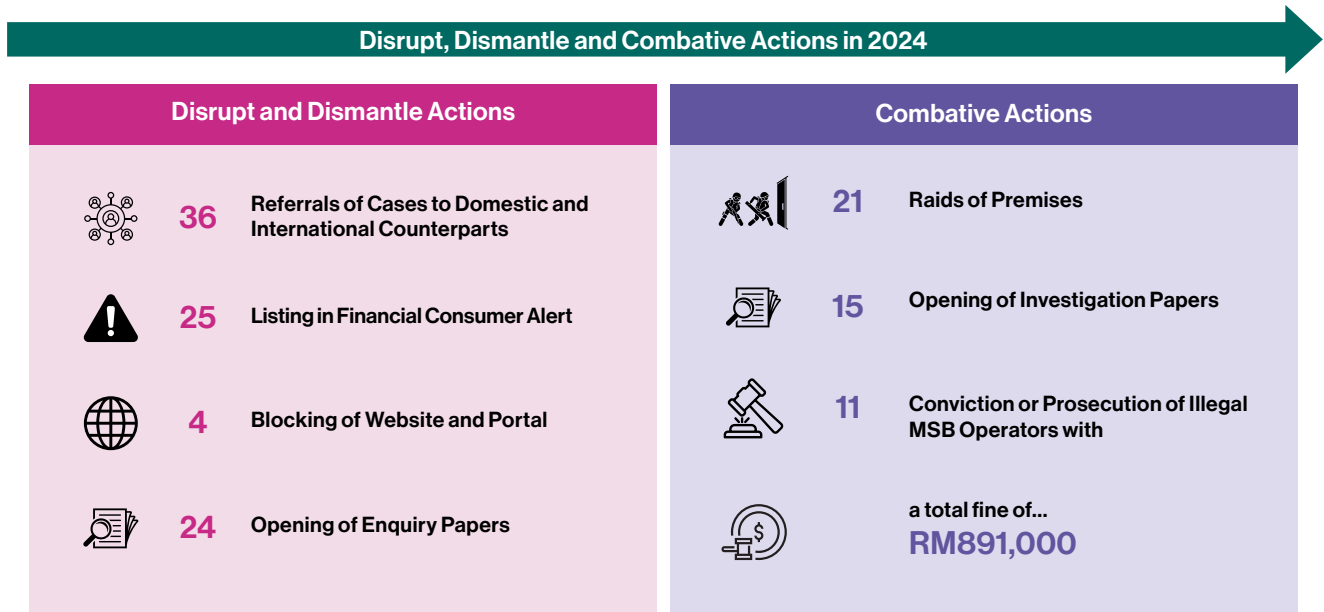 Disrupt, Dismantle and Combative Actions in 2024
Disrupt and Dismantle Actions
36
Referrals of Cases to Domestic and
International Counterparts
25
Listing in Financial Consumer Alert
4
Blocking of Website and Portal
24
Opening of Enquiry Papers
Combative Actions
21
Raids of Premises
15
Opening of Investigation Papers
11
Conviction or Prosecution of Illegal
MSB Operators with
$
a total fine of...
RM891,000